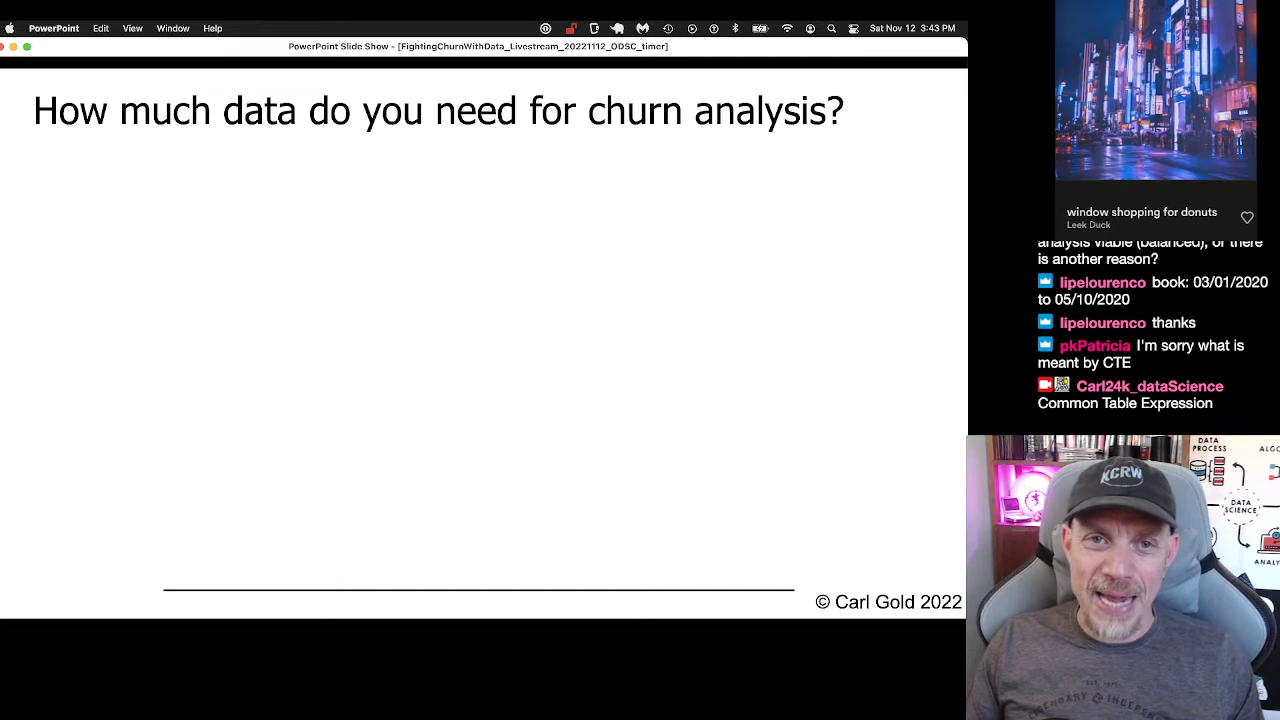 PowerPoint Edit View Window Help Sat Nov 12 3:43 PM
PowerPoint Slide Show - [FightingChurnWithData_Livestream_20221112_ODSC_timer]
How much data do you need for churn analysis?
© Carl Gold 2022
window shopping for donuts
Leek Duck
analysis viable (balanced), or there
is another reason?
lipelourenco book: 03/01/2020
to 05/10/2020
lipelourenco thanks
pkPatricia I'm sorry what is
meant by CTE
Carl24k_dataScience
Common Table Expression
KCRW
DATA
PROCESS
ALGO
DATA
SCIENCE
ANALY